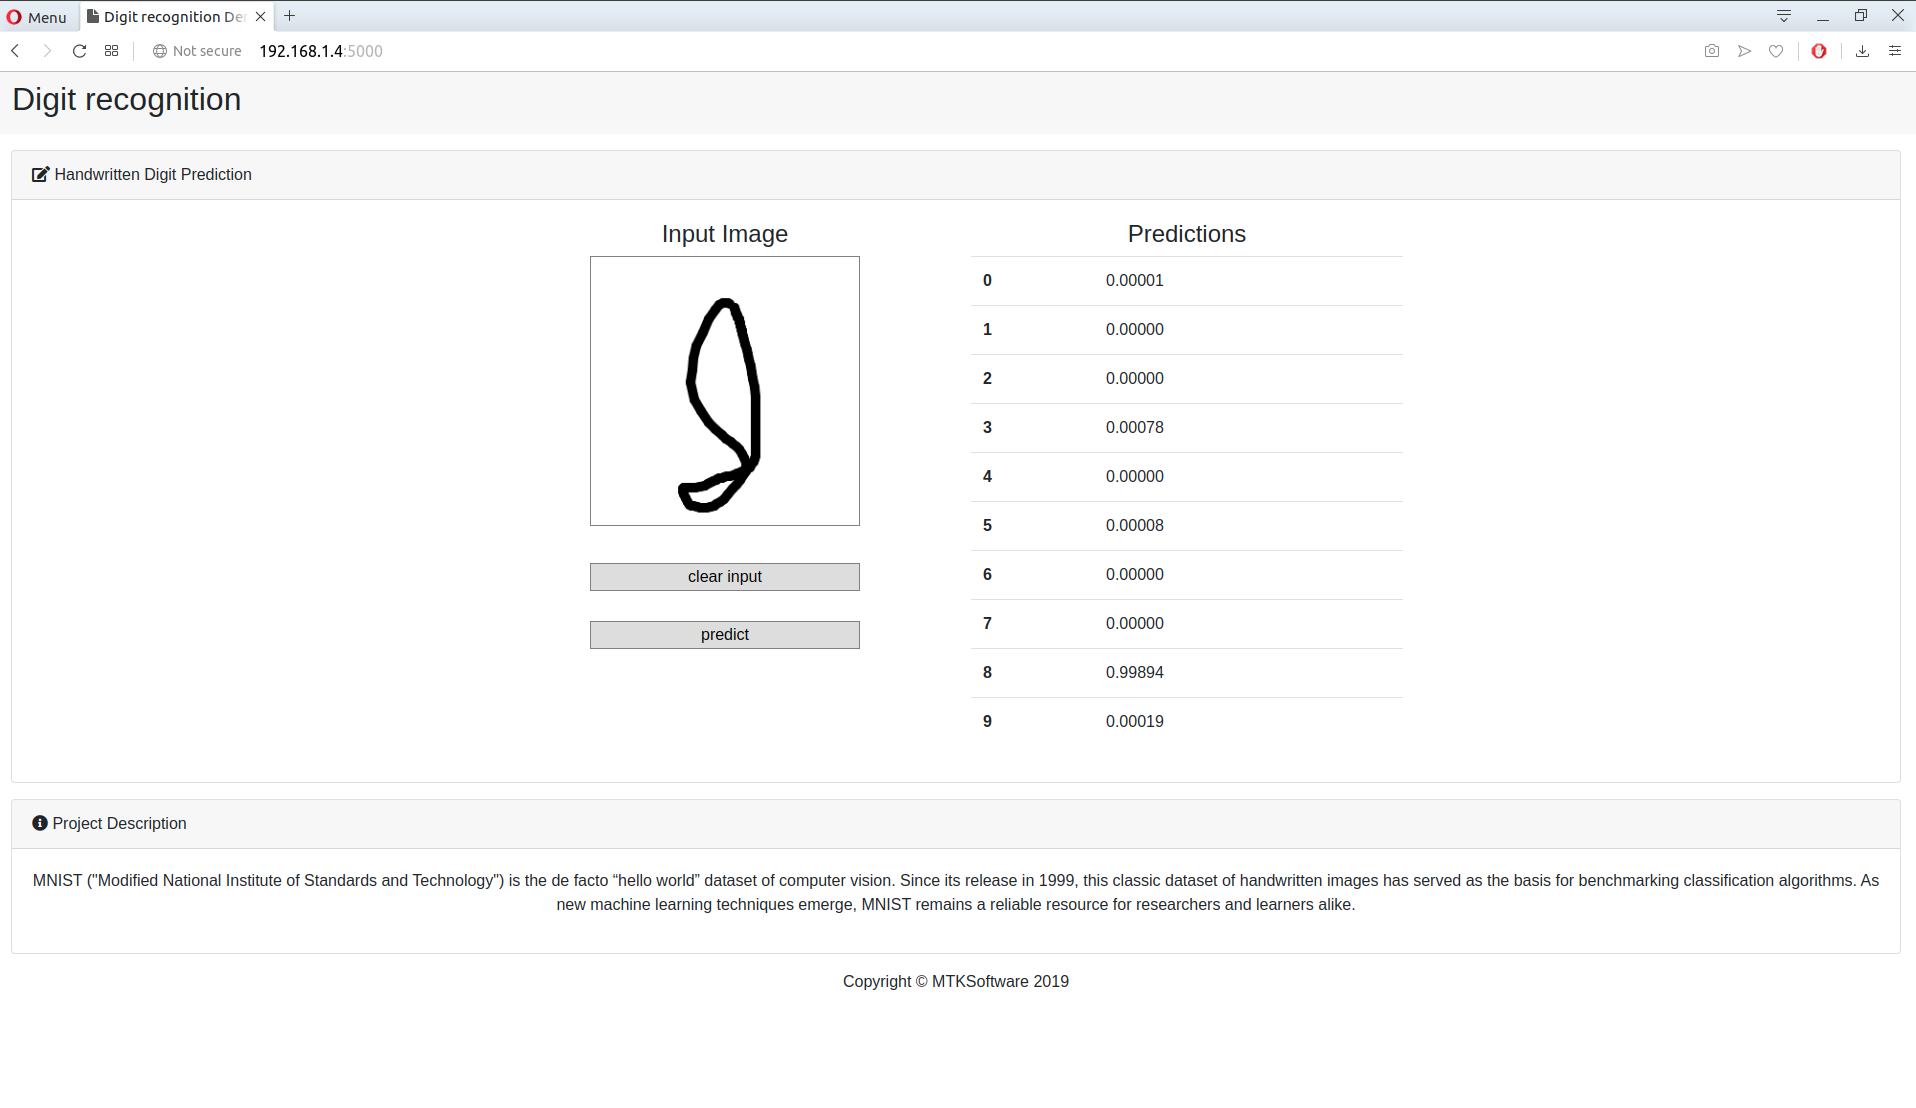 Menu
Digit recognition De
Not secure 192.168.1.4:5000
Digit recognition
Handwritten Digit Prediction
Input Image
8
clear input
predict
Predictions
0 0.00001
1 0.00000
2 0.00000
3 0.00078
4 0.00000
5 0.00008
6 0.00000
7 0.00000
8 0.99894
9 0.00019
Project Description
MNIST ("Modified National Institute of Standards and Technology") is the de facto “hello world” dataset of computer vision. Since its release in 1999, this classic dataset of handwritten images has served as the basis for benchmarking classification algorithms. As
new machine learning techniques emerge, MNIST remains a reliable resource for researchers and learners alike.
Copyright © MTKSoftware 2019